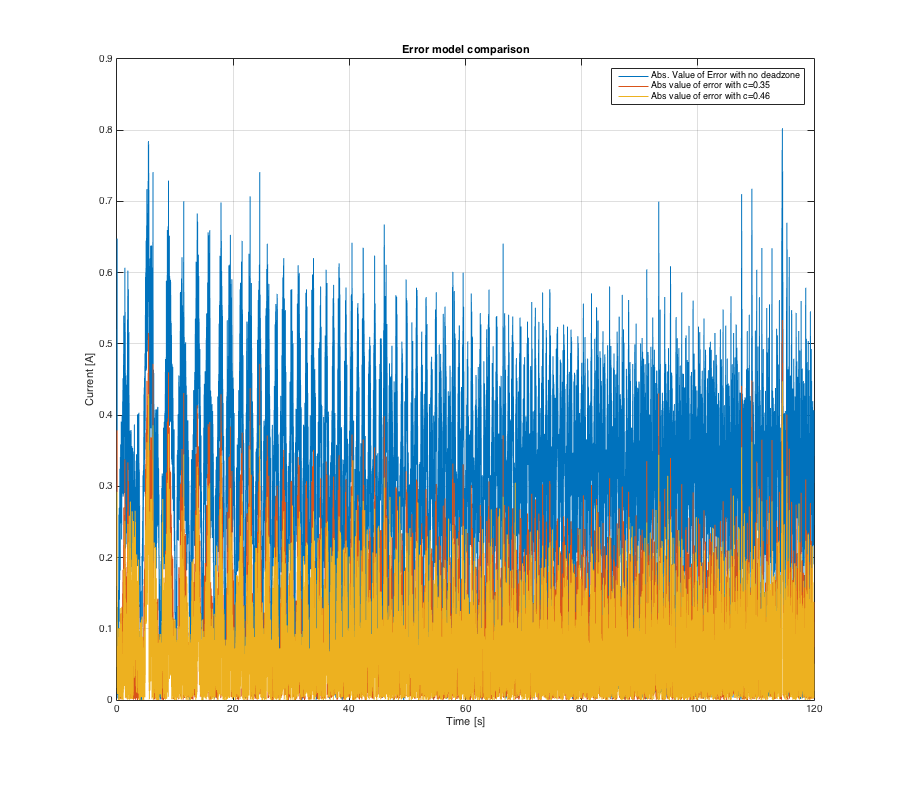 Error model comparison
0.9
Abs. Value of Error with no deadzone
Abs value of error with c=0.35
Abs value of error with c=0.46
0.8
0.7
0.6
0.5
Current [A]
0.4
0.3
0.2
0.1
0
0 20 40 60 80 100 120
Time [s]